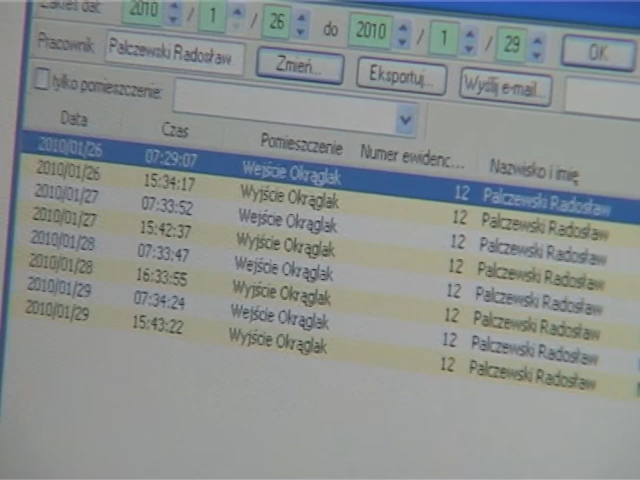 Zakres dat: 2010 / 1 / 26 do 2010 / 1 / 29 OK
Pracownik Palczewski Radosław Zmień... Eksportuj... Wyślij e-mail...
tylko pomieszczenie:
Data Czas Pomieszczenie Numer ewidenc... Nazwisko i imię
2010/01/26 07:29:07 Wejście Okrąglak 12 Palczewski Radosław
2010/01/26 15:34:17 Wyjście Okrąglak 12 Palczewski Radosław
2010/01/27 07:33:52 Wejście Okrąglak 12 Palczewski Radosław
2010/01/27 15:42:37 Wyjście Okrąglak 12 Palczewski Radosław
2010/01/28 07:33:47 Wejście Okrąglak 12 Palczewski Radosław
2010/01/28 16:33:55 Wyjście Okrąglak 12 Palczewski Radosław
2010/01/29 07:34:24 Wejście Okrąglak 12 Palczewski Radosław
2010/01/29 15:43:22 Wyjście Okrąglak 12 Palczewski Radosław